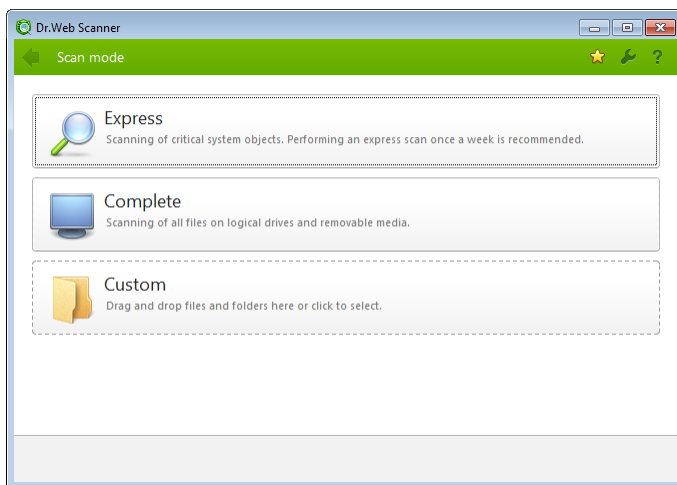 Dr.Web Scanner
Scan mode
?
Express
Scanning of critical system objects. Performing an express scan once a week is recommended.
Complete
Scanning of all files on logical drives and removable media.
Custom
Drag and drop files and folders here or click to select.